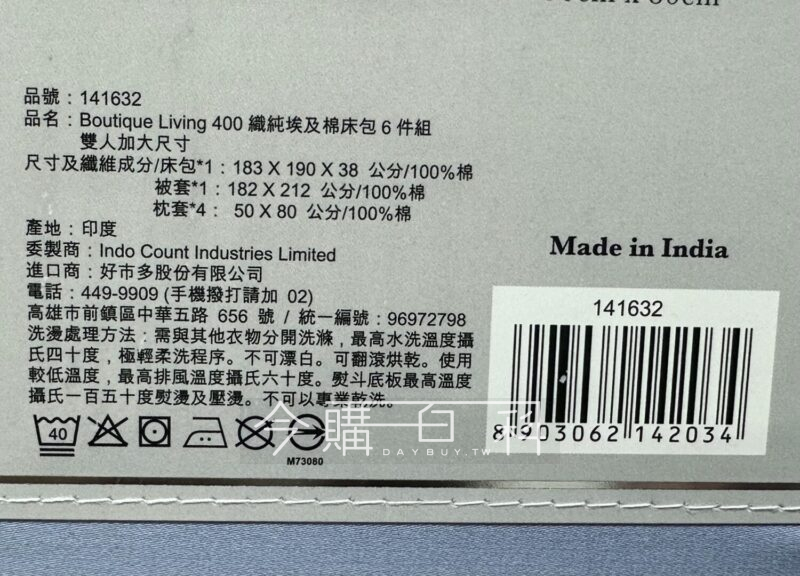 品號：141632
品名：Boutique Living 400 織純埃及棉床包 6 件組
雙人加大尺寸
尺寸及纖維成分/床包*1：183 X 190 X 38 公分/100%棉
被套*1：182 X 212 公分/100%棉
枕套*4： 50 X 80 公分/100%棉
產地：印度
委製商：Indo Count Industries Limited
進口商：好市多股份有限公司
電話：449-9909 (手機撥打請加 02)
高雄市前鎮區中華五路 656 號 / 統一編號：96972798
洗燙處理方法：需與其他衣物分開洗滌，最高水洗溫度攝
氏四十度，極輕柔洗程序。不可漂白。可翻滾烘乾。使用
較低溫度，最高排風溫度攝氏六十度。熨斗底板最高溫度
攝氏一百五十度熨燙及壓燙。不可以專業乾洗。
40
M73080
Made in India
141632
8 903062 142034
今購百科
DAYBUY.TW